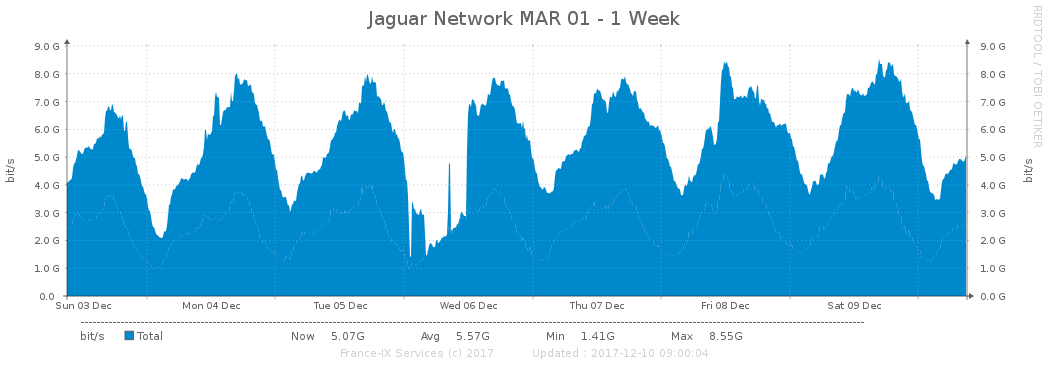 Jaguar Network MAR 01 - 1 Week
RRDTOOL / TOBI OETIKER
bit/s
9.0 G
8.0 G
7.0 G
6.0 G
5.0 G
4.0 G
3.0 G
2.0 G
1.0 G
0.0
9.0 G
8.0 G
7.0 G
6.0 G
5.0 G
4.0 G
3.0 G
2.0 G
1.0 G
0.0 G
bit/s
Sun 03 Dec Mon 04 Dec Tue 05 Dec Wed 06 Dec Thu 07 Dec Fri 08 Dec Sat 09 Dec
bit/s Total Now 5.07G Avg 5.57G Min 1.41G Max 8.55G
France-IX Services (c) 2017 Updated : 2017-12-10 09:00:04